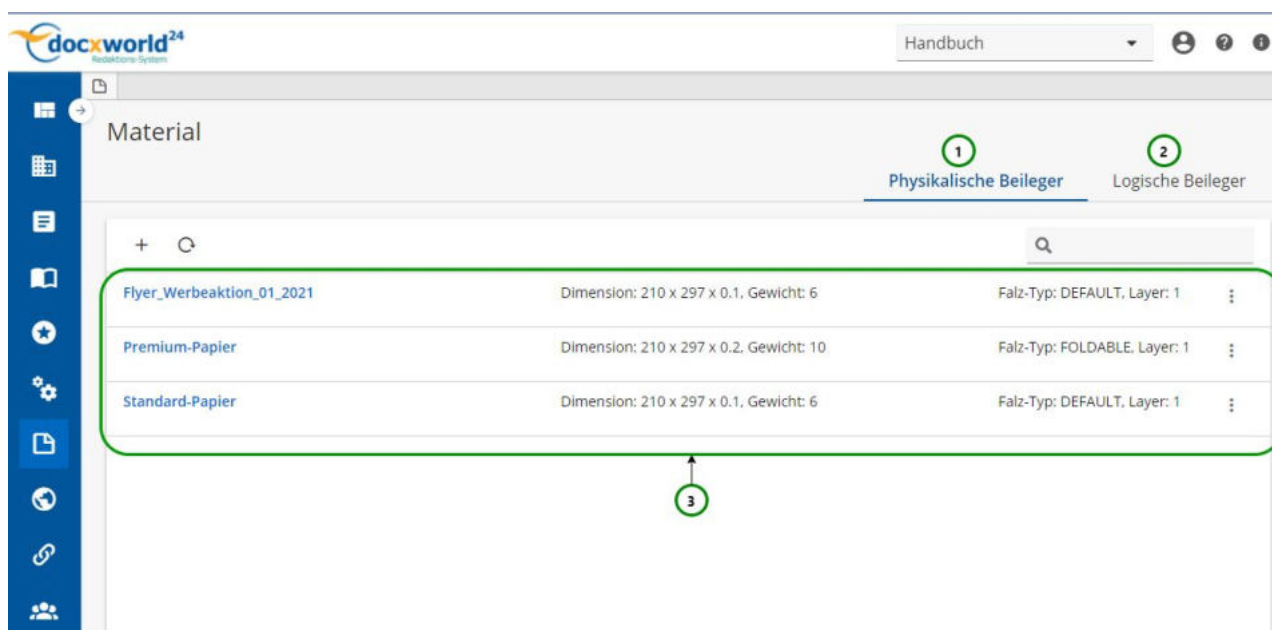 docxworld24
Redaktions-System
Handbuch
Material
1
2
Physikalische Beileger
Logische Beileger
Flyer_Werbeaktion_01_2021 Dimension: 210 x 297 x 0.1, Gewicht: 6 Falz-Typ: DEFAULT, Layer: 1
Premium-Papier Dimension: 210 x 297 x 0.2, Gewicht: 10 Falz-Typ: FOLDABLE, Layer: 1
Standard-Papier Dimension: 210 x 297 x 0.1, Gewicht: 6 Falz-Typ: DEFAULT, Layer: 1
3